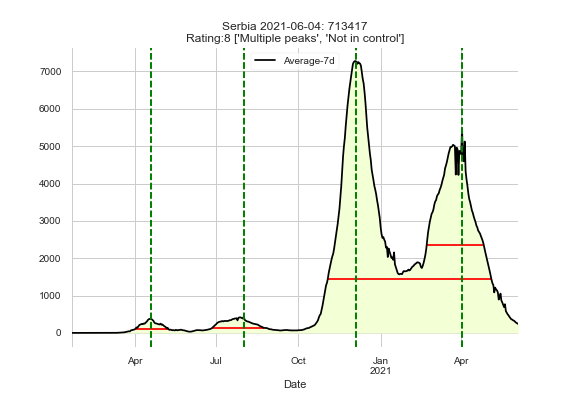 Serbia 2021-06-04: 713417
Rating:8 ['Multiple peaks', 'Not in control']
Average-7d
7000
6000
5000
4000
3000
2000
1000
0
Apr
Jul
Oct
Jan
2021
Apr
Date